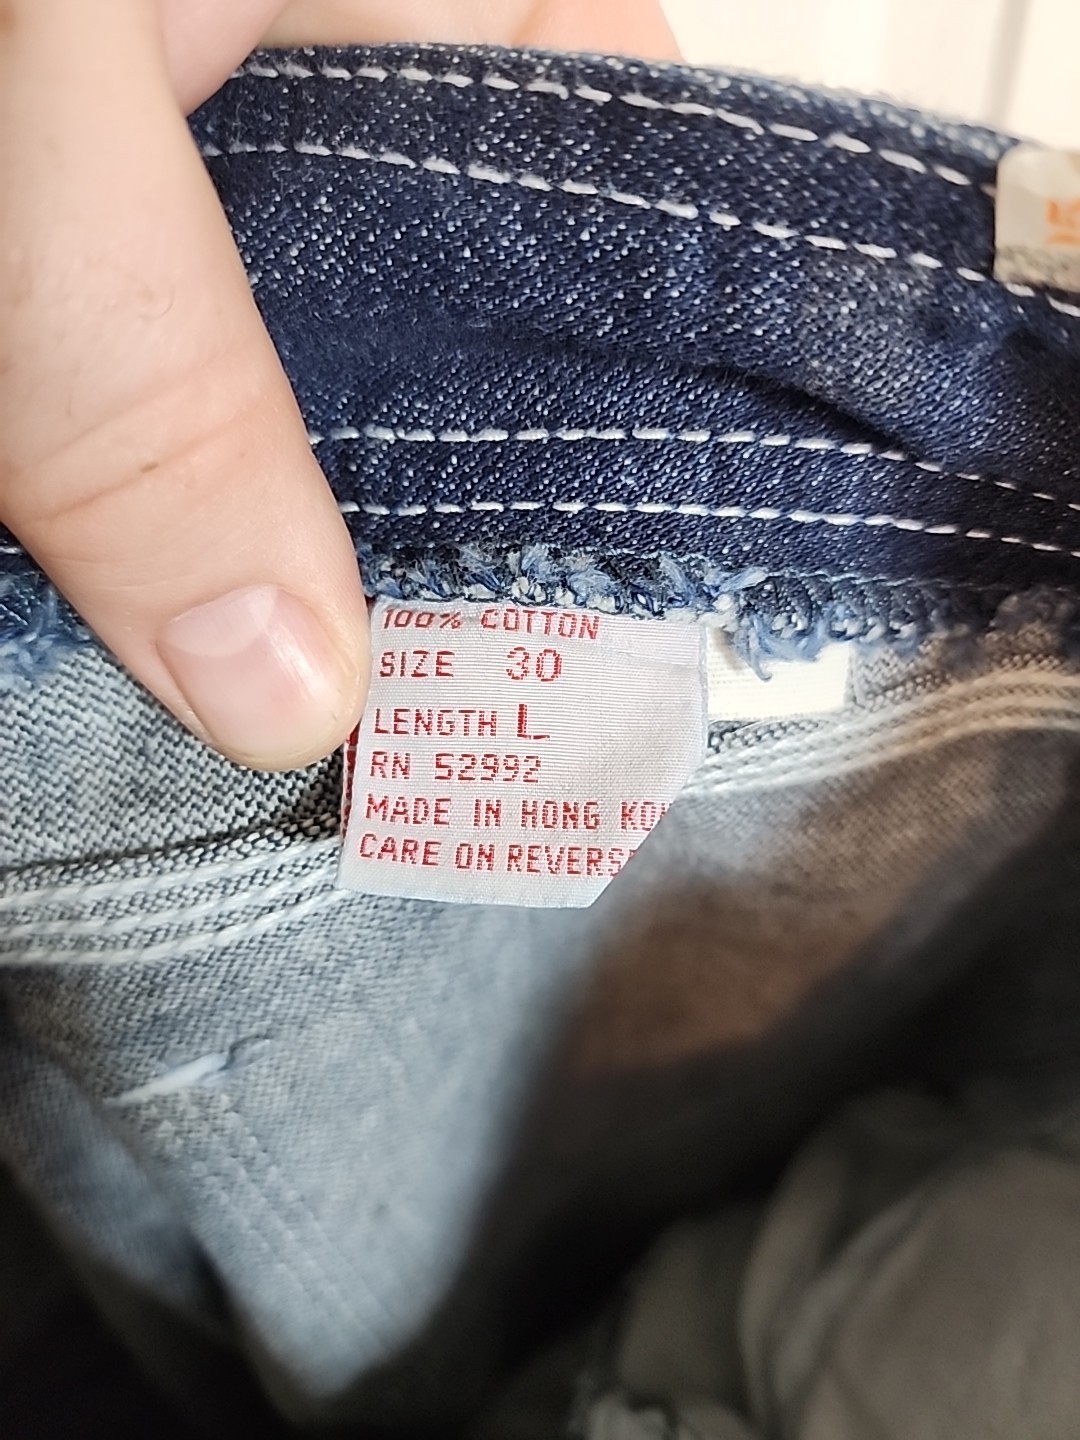 100% COTTON
SIZE 30
LENGTH L
RN 52992
MADE IN HONG KO
CARE ON REVERS